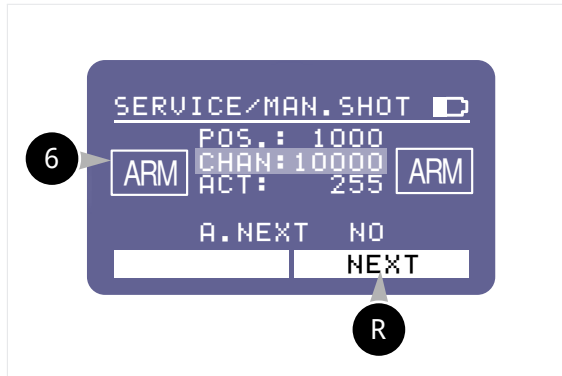 SERVICE/MAN.SHOT
POS.: 1000
6
ARM
CHAN:10000
ARM
ACT: 255
A.NEXT NO
NEXT
R